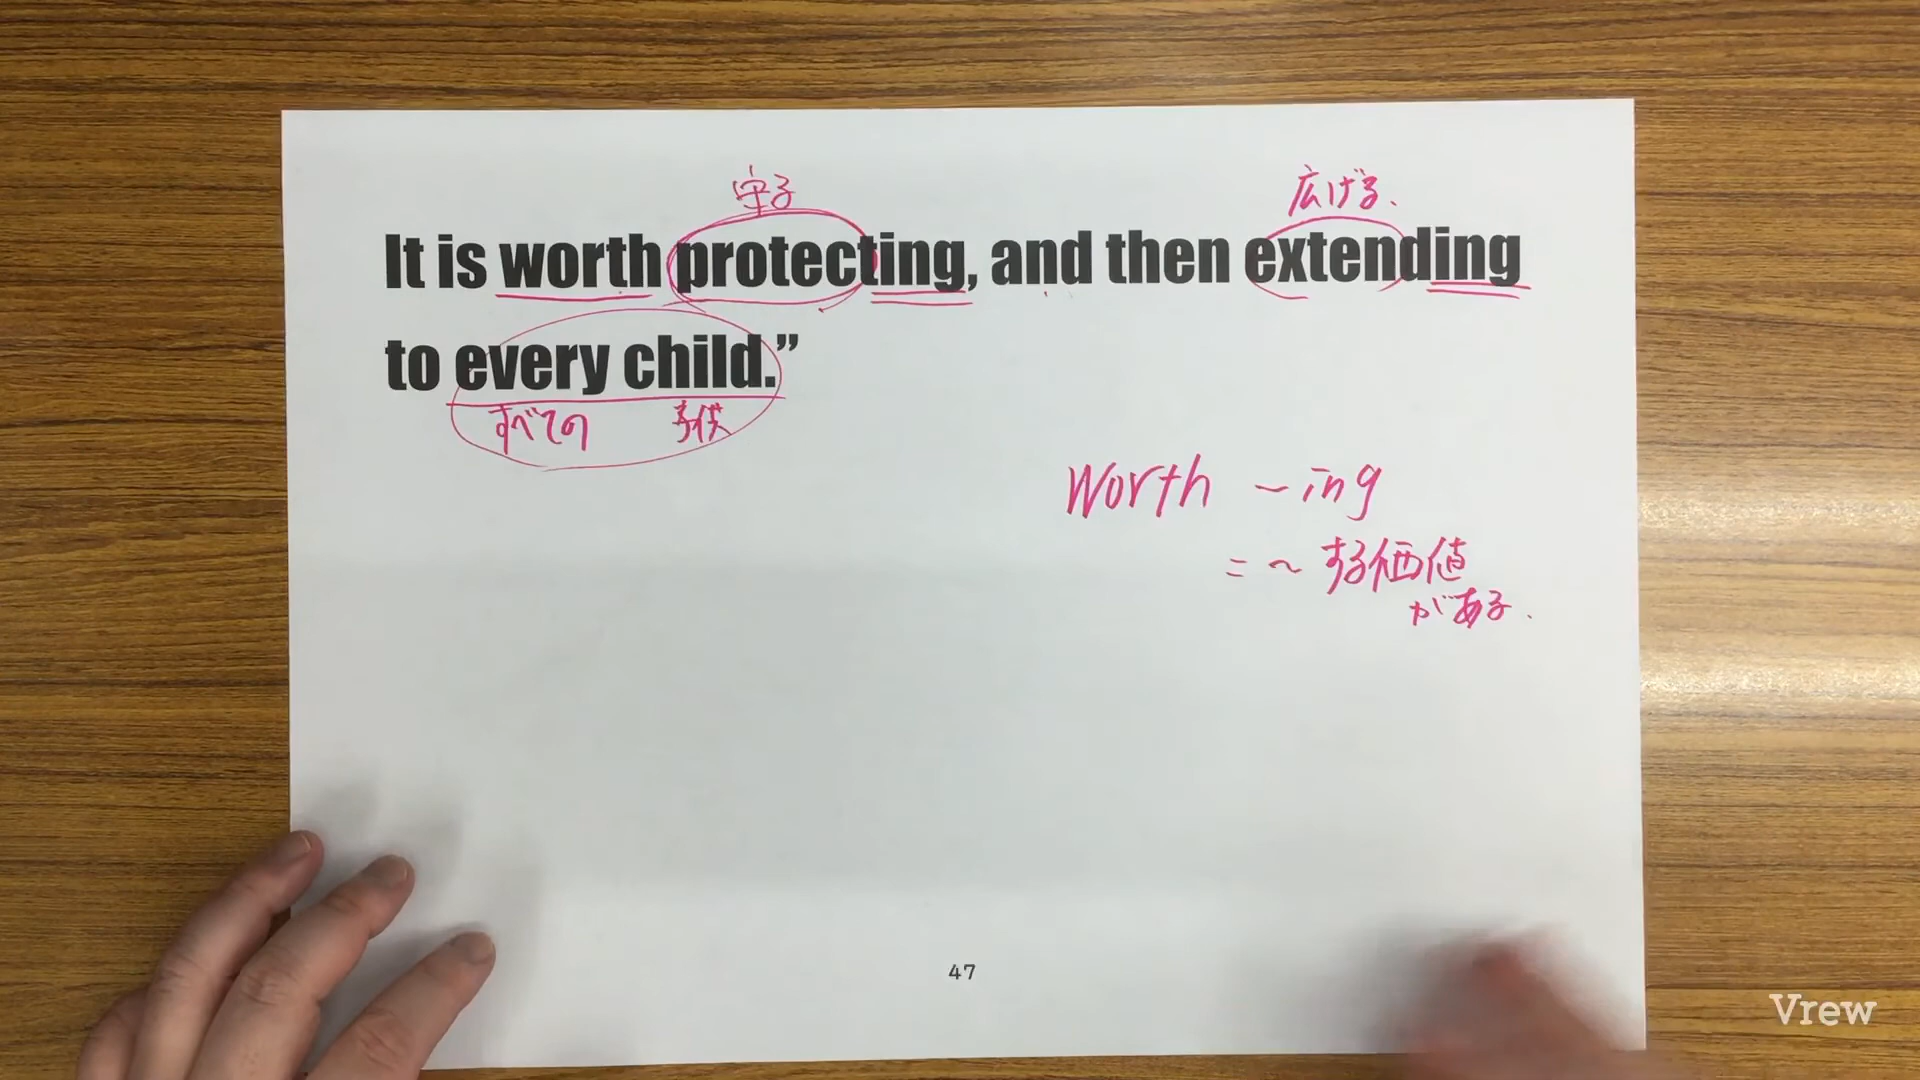 守る 広げる.
It is worth protecting, and then extending
to every child.”
すべての 子供
Worth ~ing
= ~ する価値
がある.
47
Vrew